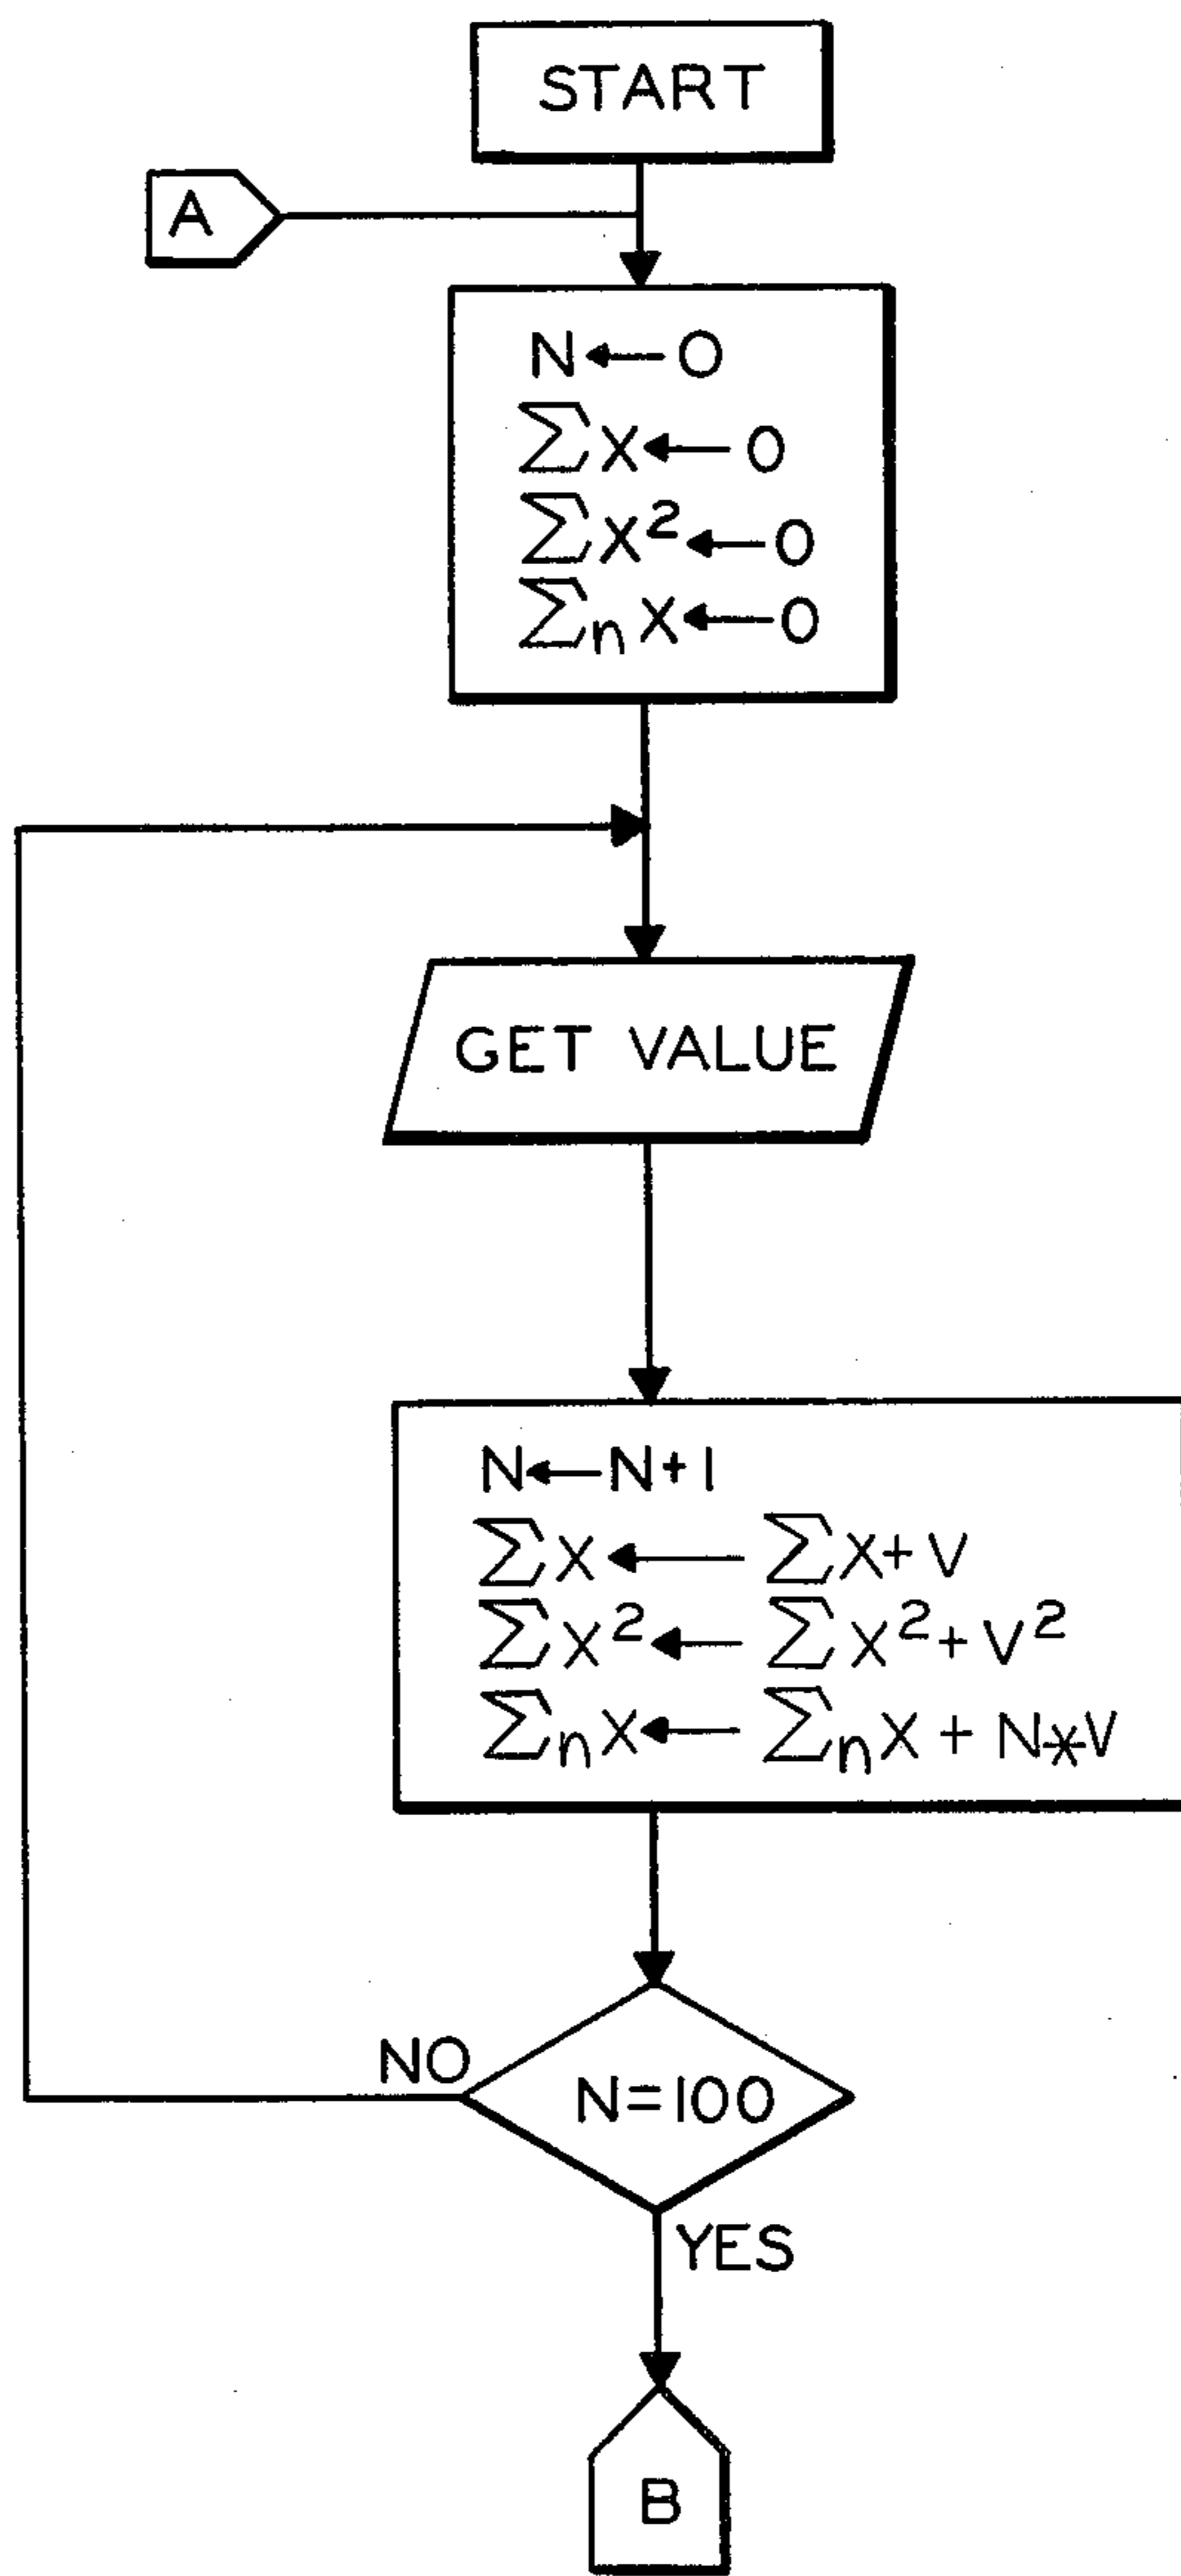 START
A
N←0
∑X←0
∑X²←0
∑ₙX←0
GET VALUE
N←N+1
∑X←∑X+V
∑X²←∑X²+V²
∑ₙX←∑ₙX+N*V
NO
N=100
YES
B